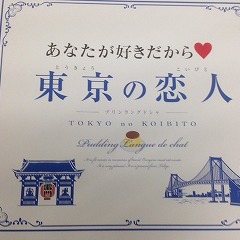 あなたが好きだから♥
とうきょう こいびと
東京の恋人
プリンラングドシャ
TOKYO no KOIBITO
Pudding Langue de chat